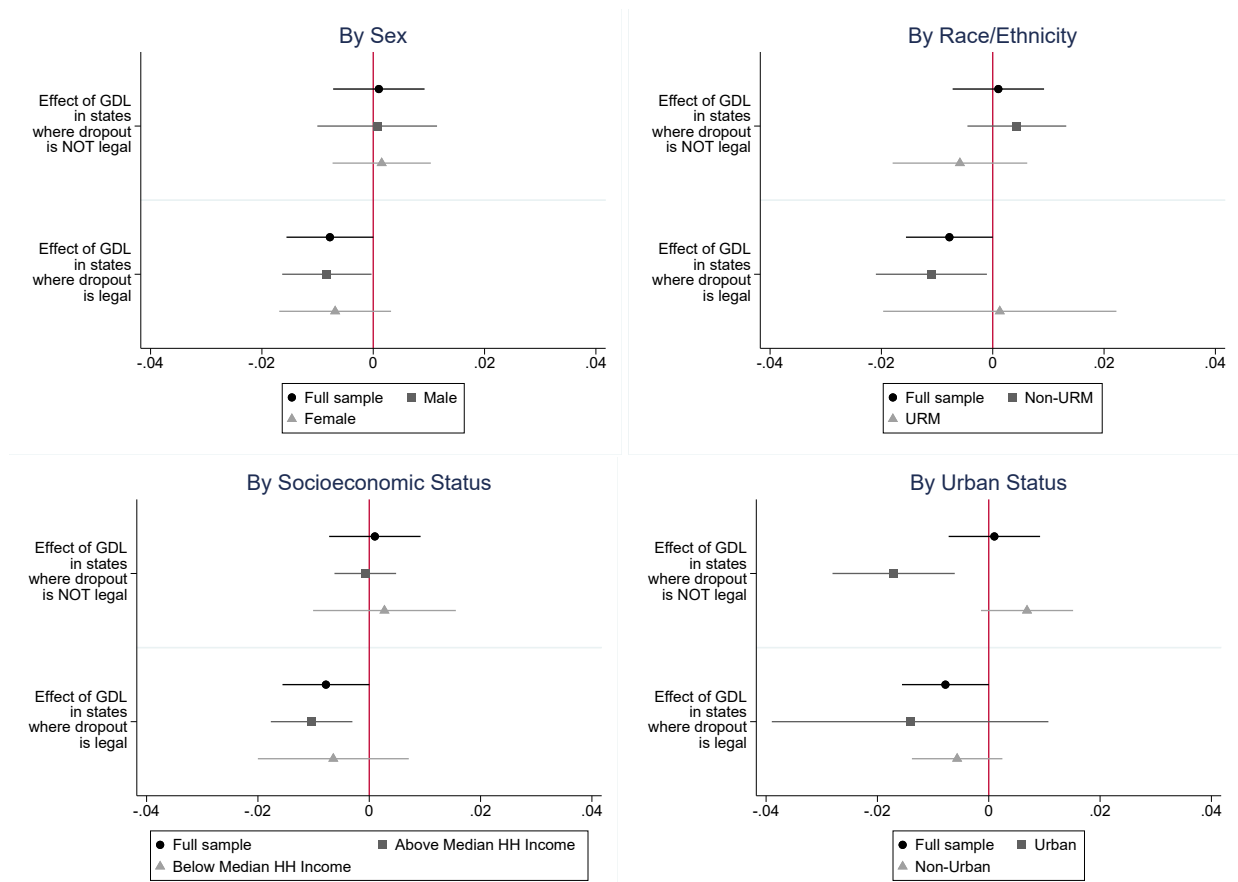 By Sex
Effect of GDL
in states
where dropout
is NOT legal
Effect of GDL
in states
where dropout
is legal
-.04 -.02 0 .02 .04
Full sample Male
Female
By Race/Ethnicity
Effect of GDL
in states
where dropout
is NOT legal
Effect of GDL
in states
where dropout
is legal
-.04 -.02 0 .02 .04
Full sample Non-URM
URM
By Socioeconomic Status
Effect of GDL
in states
where dropout
is NOT legal
Effect of GDL
in states
where dropout
is legal
-.04 -.02 0 .02 .04
Full sample Above Median HH Income
Below Median HH Income
By Urban Status
Effect of GDL
in states
where dropout
is NOT legal
Effect of GDL
in states
where dropout
is legal
-.04 -.02 0 .02 .04
Full sample Urban
Non-Urban